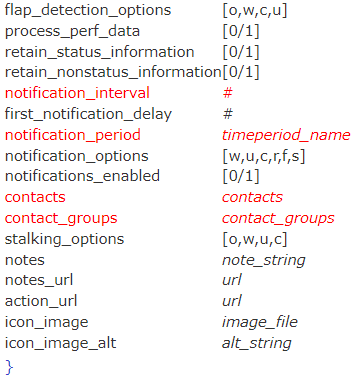 flap_detection_options [o,w,c,u]
process_perf_data [0/1]
retain_status_information [0/1]
retain_nonstatus_information [0/1]
notification_interval #
first_notification_delay #
notification_period timeperiod_name
notification_options [w,u,c,r,f,s]
notifications_enabled [0/1]
contacts contacts
contact_groups contact_groups
stalking_options [o,w,u,c]
notes note_string
notes_url url
action_url url
icon_image image_file
icon_image_alt alt_string
}